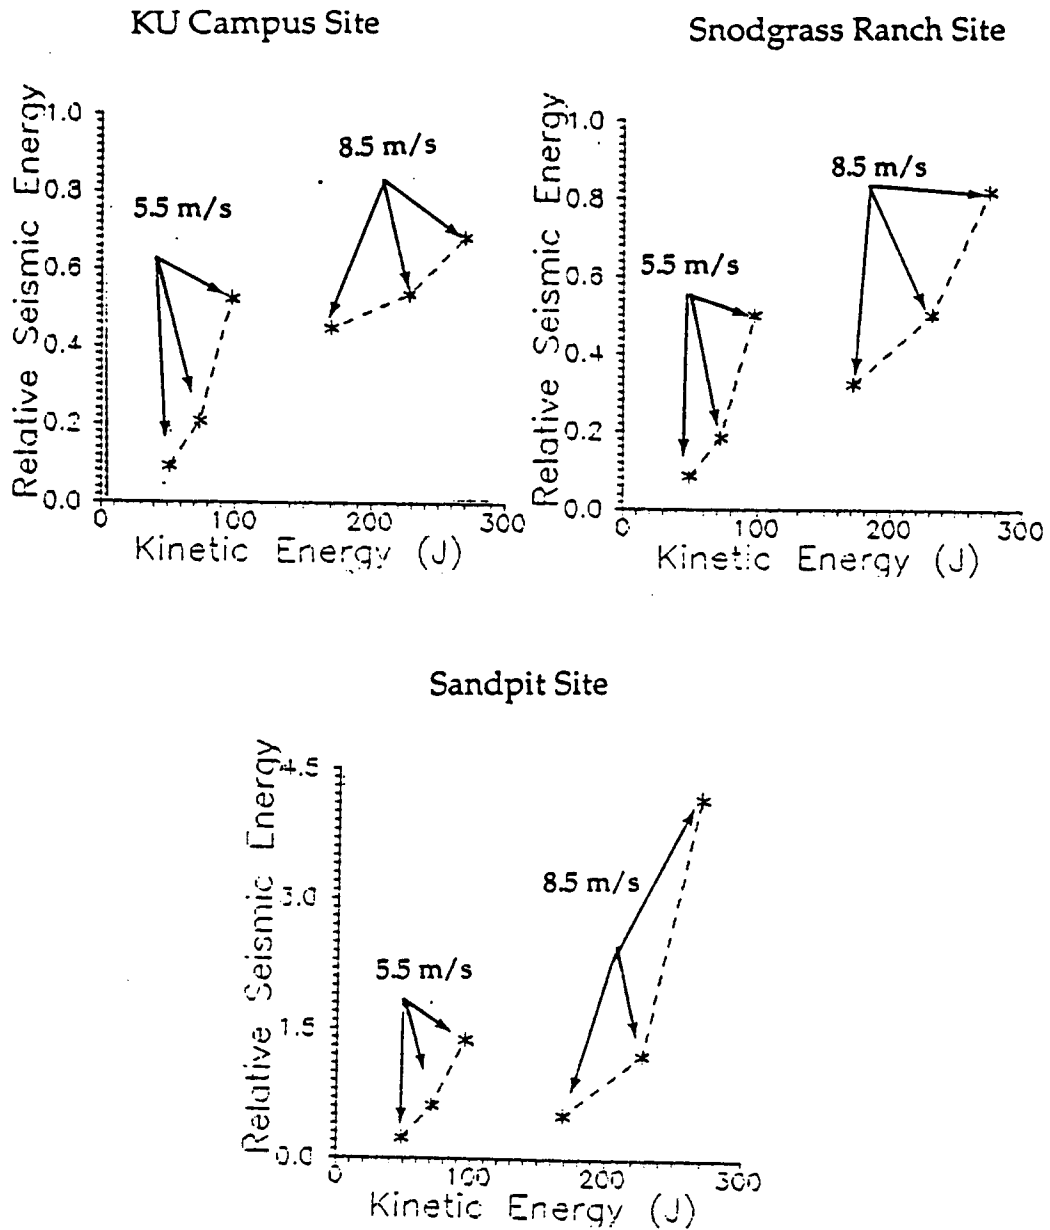 KU Campus Site
Relative Seismic Energy
1.0
0.8
0.6
0.4
0.2
0.0
5.5 m/s
8.5 m/s
0 100 200 300
Kinetic Energy (J)
Snodgrass Ranch Site
Relative Seismic Energy
1.0
0.8
0.6
0.4
0.2
0.0
5.5 m/s
8.5 m/s
0 100 200 300
Kinetic Energy (J)
Sandpit Site
Relative Seismic Energy
4.5
3.0
1.5
0.0
5.5 m/s
8.5 m/s
0 100 200 300
Kinetic Energy (J)